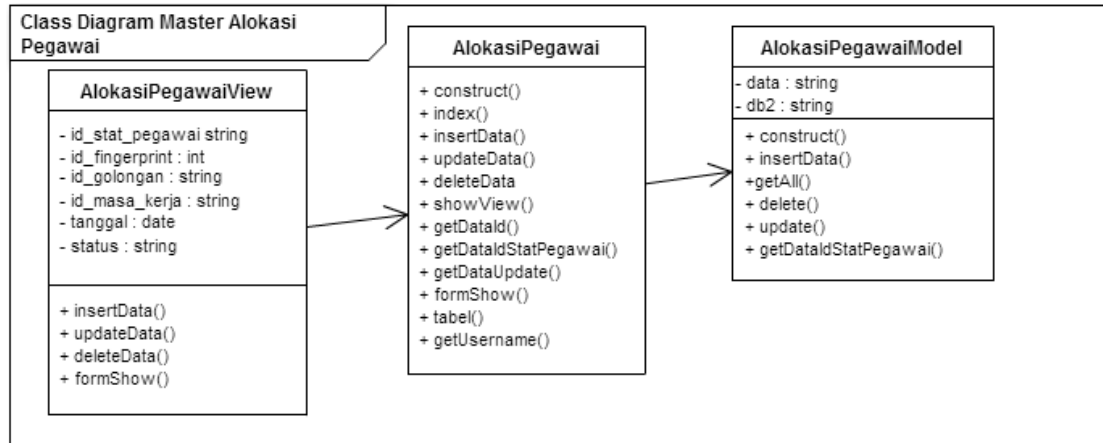 Class Diagram Master Alokasi
Pegawai
AlokasiPegawaiView
- id_stat_pegawai string
- id_fingerprint : int
- id_golongan : string
- id_masa_kerja : string
- tanggal : date
- status : string
+ insertData()
+ updateData()
+ deleteData()
+ formShow()
AlokasiPegawai
+ construct()
+ index()
+ insertData()
+ updateData()
+ deleteData
+ showView()
+ getDataId()
+ getDataIdStatPegawai()
+ getDataUpdate()
+ formShow()
+ tabel()
+ getUsername()
AlokasiPegawaiModel
- data : string
- db2 : string
+ construct()
+ insertData()
+getAll()
+ delete()
+ update()
+ getDataIdStatPegawai()